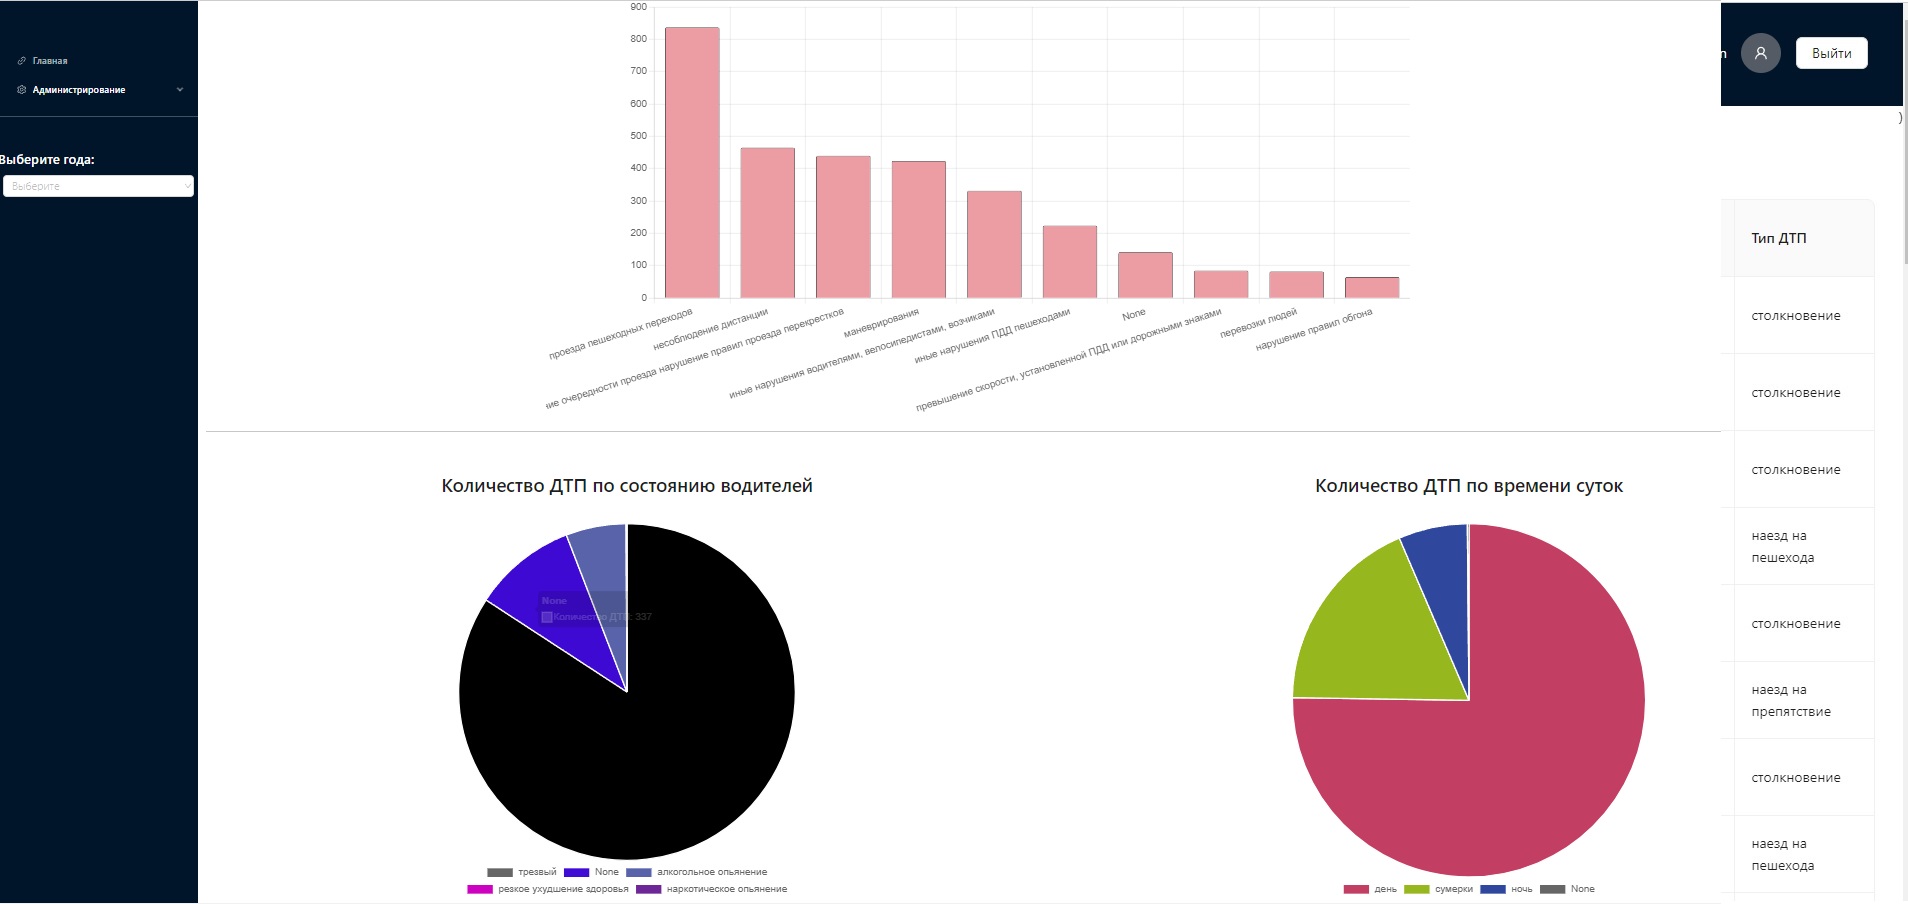 Главная
Администрирование
Выберите года:
Выберите
900
800
700
600
500
400
300
200
100
0
проезда пешеходных переходов
несоблюдение дистанции
очередности проезда нарушение правил проезда перекрестков
маневрирования
иные нарушения водителями, велосипедистами, возчиками
иные нарушения ПДД пешеходами
None
превышение скорости, установленной ПДД или дорожными знаками
перевозки людей
нарушение правил обгона
Выйти
)
Количество ДТП по состоянию водителей
None
Количество ДТП: 337
трезвый None алкогольное опьянение
резкое ухудшение здоровья наркотическое опьянение
Количество ДТП по времени суток
день сумерки ночь None
Тип ДТП
столкновение
столкновение
столкновение
наезд на
пешехода
столкновение
наезд на
препятствие
столкновение
наезд на
пешехода